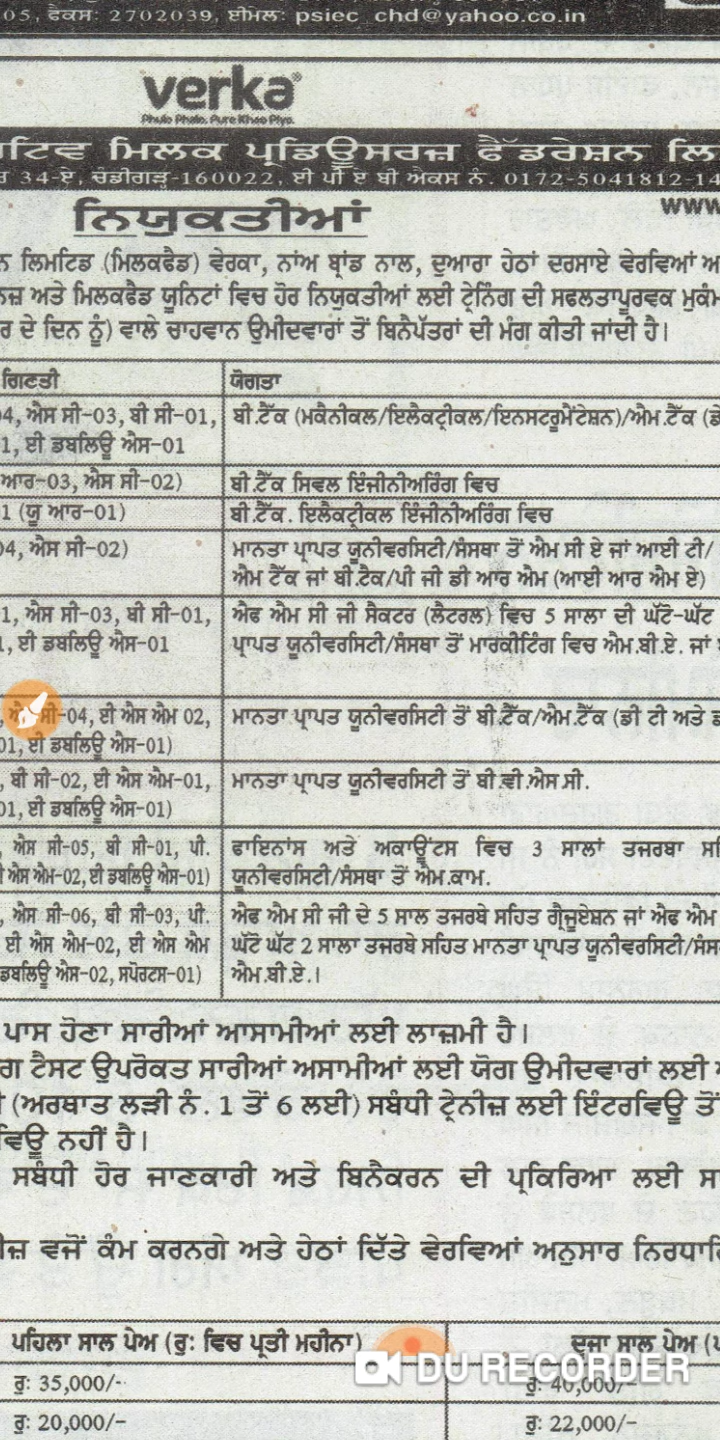 05, ਫੈਕਸ: 2702039, ਈਮੇਲ: psiec_chd@yahoo.co.in
verka®
Phulo Phalo. Pure Khao Piyo.
ਟਿਵ ਮਿਲਕ ਪ੍ਰਡਿਊਸਰਜ਼ ਫੈੱਡਰੇਸ਼ਨ ਲਿ
ਰ 34-ਏ, ਚੰਡੀਗੜ੍ਹ-160022, ਈ ਪੀ ਏ ਬੀ ਐਕਸ ਨੰ. 0172-5041812-14
ਨਿਯੁਕਤੀਆਂ
www
ਨ ਲਿਮਟਿਡ (ਮਿਲਕਫੈਡ) ਵੇਰਕਾ, ਨਾਂਅ ਬ੍ਰਾਂਡ ਨਾਲ, ਦੁਆਰਾ ਹੇਠਾਂ ਦਰਸਾਏ ਵੇਰਵਿਆਂ ਅ
ਨਜ਼ ਅਤੇ ਮਿਲਕਫੈਡ ਯੂਨਿਟਾਂ ਵਿਚ ਹੋਰ ਨਿਯੁਕਤੀਆਂ ਲਈ ਟ੍ਰੇਨਿੰਗ ਦੀ ਸਫਲਤਾਪੂਰਵਕ ਮੁਕੰਮ
ਰ ਦੇ ਦਿਨ ਨੂੰ) ਵਾਲੇ ਚਾਹਵਾਨ ਉਮੀਦਵਾਰਾਂ ਤੋਂ ਬਿਨੈਪੱਤਰਾਂ ਦੀ ਮੰਗ ਕੀਤੀ ਜਾਂਦੀ ਹੈ।
ਗਿਣਤੀ ਯੋਗਤਾ
04, ਐਸ ਸੀ-03, ਬੀ ਸੀ-01, ਬੀ.ਟੈੱਕ (ਮਕੈਨੀਕਲ/ਇਲੈਕਟ੍ਰੀਕਲ/ਇਨਸਟਰੂਮੈਂਟੇਸ਼ਨ)/ਐਮ.ਟੈੱਕ (ਡੇ
1, ਈ ਡਬਲਿਊ ਐਸ-01
ਆਰ-03, ਐਸ ਸੀ-02) ਬੀ.ਟੈੱਕ ਸਿਵਲ ਇੰਜੀਨੀਅਰਿੰਗ ਵਿਚ
1 (ਯੂ ਆਰ-01) ਬੀ.ਟੈੱਕ. ਇਲੈਕਟ੍ਰੀਕਲ ਇੰਜੀਨੀਅਰਿੰਗ ਵਿਚ
04, ਐਸ ਸੀ-02) ਮਾਨਤਾ ਪ੍ਰਾਪਤ ਯੂਨੀਵਰਸਿਟੀ/ਸੰਸਥਾ ਤੋਂ ਐਮ ਸੀ ਏ ਜਾਂ ਆਈ ਟੀ/
ਐਮ ਟੈੱਕ ਜਾਂ ਬੀ.ਟੈਕ/ਪੀ ਜੀ ਡੀ ਆਰ ਐਮ (ਆਈ ਆਰ ਐਮ ਏ)
1, ਐਸ ਸੀ-03, ਬੀ ਸੀ-01, ਐਫ ਐਮ ਸੀ ਜੀ ਸੈਕਟਰ (ਲੈਟਰਲ) ਵਿਚ 5 ਸਾਲਾ ਦੀ ਘੱਟੋ-ਘੱਟ
1, ਈ ਡਬਲਿਊ ਐਸ-01 ਪ੍ਰਾਪਤ ਯੂਨੀਵਰਸਿਟੀ/ਸੰਸਥਾ ਤੋਂ ਮਾਰਕੀਟਿੰਗ ਵਿਚ ਐਮ.ਬੀ.ਏ. ਜਾਂ
ਸੀ-04, ਈ ਐਸ ਐਮ 02, ਮਾਨਤਾ ਪ੍ਰਾਪਤ ਯੂਨੀਵਰਸਿਟੀ ਤੋਂ ਬੀ.ਟੈੱਕ/ਐਮ.ਟੈੱਕ (ਡੀ ਟੀ ਅਤੇ ਡ
01, ਈ ਡਬਲਿਊ ਐਸ-01)
, ਬੀ ਸੀ-02, ਈ ਐਸ ਐਮ-01, ਮਾਨਤਾ ਪ੍ਰਾਪਤ ਯੂਨੀਵਰਸਿਟੀ ਤੋਂ ਬੀ.ਵੀ.ਐਸ.ਸੀ.
01, ਈ ਡਬਲਿਊ ਐਸ-01)
, ਐਸ ਸੀ-05, ਬੀ ਸੀ-01, ਪੀ. ਫਾਇਨਾਂਸ ਅਤੇ ਅਕਾਊਂਟਸ ਵਿਚ 3 ਸਾਲਾਂ ਤਜਰਬਾ ਸਹਿ
ਐਸ ਐਮ-02, ਈ ਡਬਲਿਊ ਐਸ-01) ਯੂਨੀਵਰਸਿਟੀ/ਸੰਸਥਾ ਤੋਂ ਐਮ.ਕਾਮ.
, ਐਸ ਸੀ-06, ਬੀ ਸੀ-03, ਪੀ. ਐਫ ਐਮ ਸੀ ਜੀ ਦੇ 5 ਸਾਲ ਤਜਰਬੇ ਸਹਿਤ ਗ੍ਰੈਜੂਏਸ਼ਨ ਜਾਂ ਐਫ ਐਮ
ਈ ਐਸ ਐਮ-02, ਈ ਐਸ ਐਮ ਘੱਟੋ ਘੱਟ 2 ਸਾਲਾ ਤਜਰਬੇ ਸਹਿਤ ਮਾਨਤਾ ਪ੍ਰਾਪਤ ਯੂਨੀਵਰਸਿਟੀ/ਸੰਸ
ਡਬਲਿਊ ਐਸ-02, ਸਪੋਰਟਸ-01) ਐਮ.ਬੀ.ਏ.।
ਪਾਸ ਹੋਣਾ ਸਾਰੀਆਂ ਆਸਾਮੀਆਂ ਲਈ ਲਾਜ਼ਮੀ ਹੈ।
ਗ ਟੈਸਟ ਉਪਰੋਕਤ ਸਾਰੀਆਂ ਅਸਾਮੀਆਂ ਲਈ ਯੋਗ ਉਮੀਦਵਾਰਾਂ ਲਈ
(ਅਰਥਾਤ ਲੜੀ ਨੰ. 1 ਤੋਂ 6 ਲਈ) ਸਬੰਧੀ ਟ੍ਰੇਨੀਜ਼ ਲਈ ਇੰਟਰਵਿਊ ਤੋਂ
ਵਿਊ ਨਹੀਂ ਹੈ।
ਸਬੰਧੀ ਹੋਰ ਜਾਣਕਾਰੀ ਅਤੇ ਬਿਨੈਕਰਨ ਦੀ ਪ੍ਰਕਿਰਿਆ ਲਈ ਸਾ
ਨੀਜ਼ ਵਜੋਂ ਕੰਮ ਕਰਨਗੇ ਅਤੇ ਹੇਠਾਂ ਦਿੱਤੇ ਵੇਰਵਿਆਂ ਅਨੁਸਾਰ ਨਿਰਧਾਰਿ
ਪਹਿਲਾ ਸਾਲ ਪੇਅ (ਰੁ: ਵਿਚ ਪ੍ਰਤੀ ਮਹੀਨਾ) ਦੂਜਾ ਸਾਲ ਪੇਅ (ਪ
DU RECORDER
ਰੁ: 35,000/- ਰੁ: 40,000/-
ਰੁ: 20,000/- ਰੁ: 22,000/-